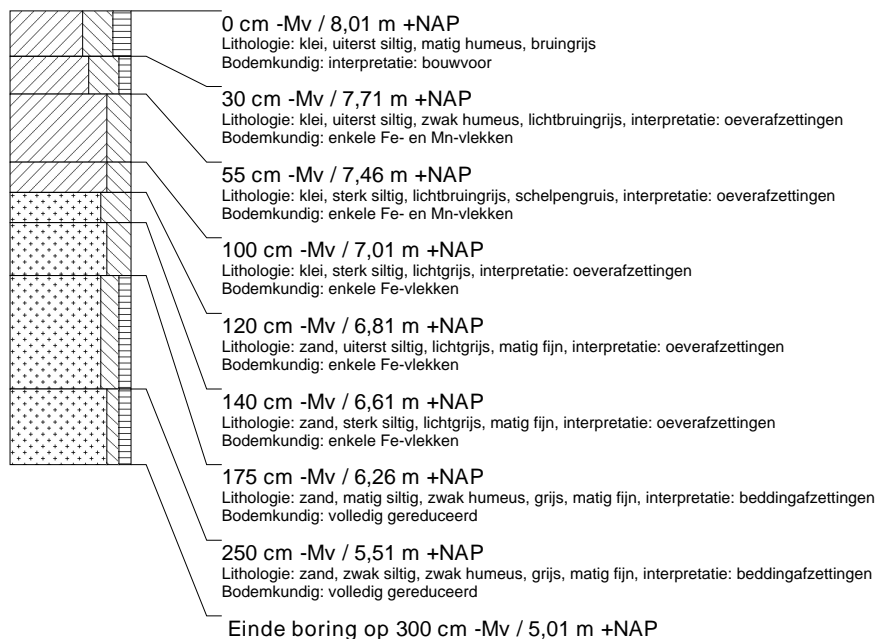 0 cm -Mv / 8,01 m +NAP
Lithologie: klei, uiterst siltig, matig humeus, bruingrijs
Bodemkundig: interpretatie: bouwvoor
30 cm -Mv / 7,71 m +NAP
Lithologie: klei, uiterst siltig, zwak humeus, lichtbruingrijs, interpretatie: oeverafzettingen
Bodemkundig: enkele Fe- en Mn-vlekken
55 cm -Mv / 7,46 m +NAP
Lithologie: klei, sterk siltig, lichtbruingrijs, schelpengruis, interpretatie: oeverafzettingen
Bodemkundig: enkele Fe- en Mn-vlekken
100 cm -Mv / 7,01 m +NAP
Lithologie: klei, sterk siltig, lichtgrijs, interpretatie: oeverafzettingen
Bodemkundig: enkele Fe-vlekken
120 cm -Mv / 6,81 m +NAP
Lithologie: zand, uiterst siltig, lichtgrijs, matig fijn, interpretatie: oeverafzettingen
Bodemkundig: enkele Fe-vlekken
140 cm -Mv / 6,61 m +NAP
Lithologie: zand, sterk siltig, lichtgrijs, matig fijn, interpretatie: oeverafzettingen
Bodemkundig: enkele Fe-vlekken
175 cm -Mv / 6,26 m +NAP
Lithologie: zand, matig siltig, zwak humeus, grijs, matig fijn, interpretatie: beddingafzettingen
Bodemkundig: volledig gereduceerd
250 cm -Mv / 5,51 m +NAP
Lithologie: zand, zwak siltig, zwak humeus, grijs, matig fijn, interpretatie: beddingafzettingen
Bodemkundig: volledig gereduceerd
Einde boring op 300 cm -Mv / 5,01 m +NAP